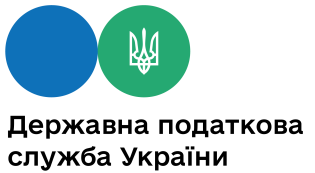 Державна податкова
служба України